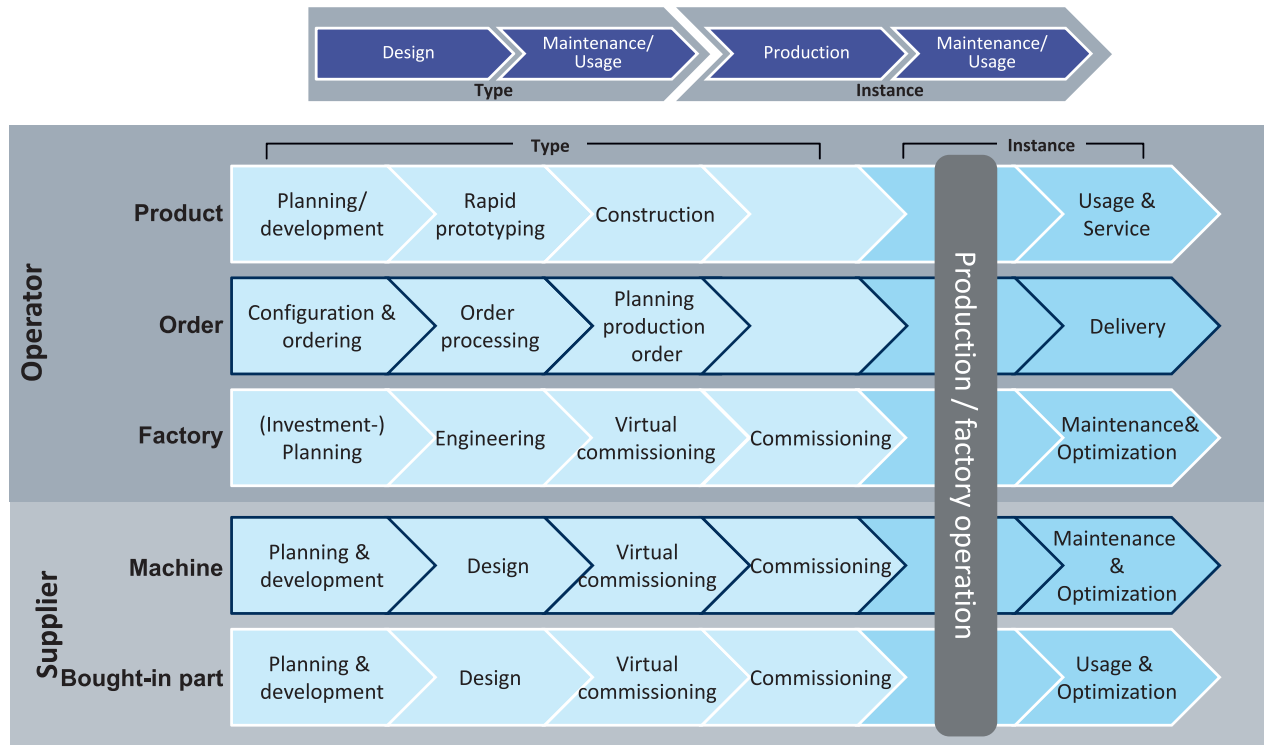 Design
Maintenance/
Usage
Production
Maintenance/
Usage
Type
Instance
Type
Instance
Operator
Product
Planning/
development
Rapid
prototyping
Construction
Usage &
Service
Order
Configuration &
ordering
Order
processing
Planning
production
order
Delivery
Factory
(Investment-)
Planning
Engineering
Virtual
commissioning
Commissioning
Maintenance&
Optimization
Production / factory operation
Supplier
Machine
Planning &
development
Design
Virtual
commissioning
Commissioning
Maintenance
&
Optimization
Bought-in part
Planning &
development
Design
Virtual
commissioning
Commissioning
Usage &
Optimization